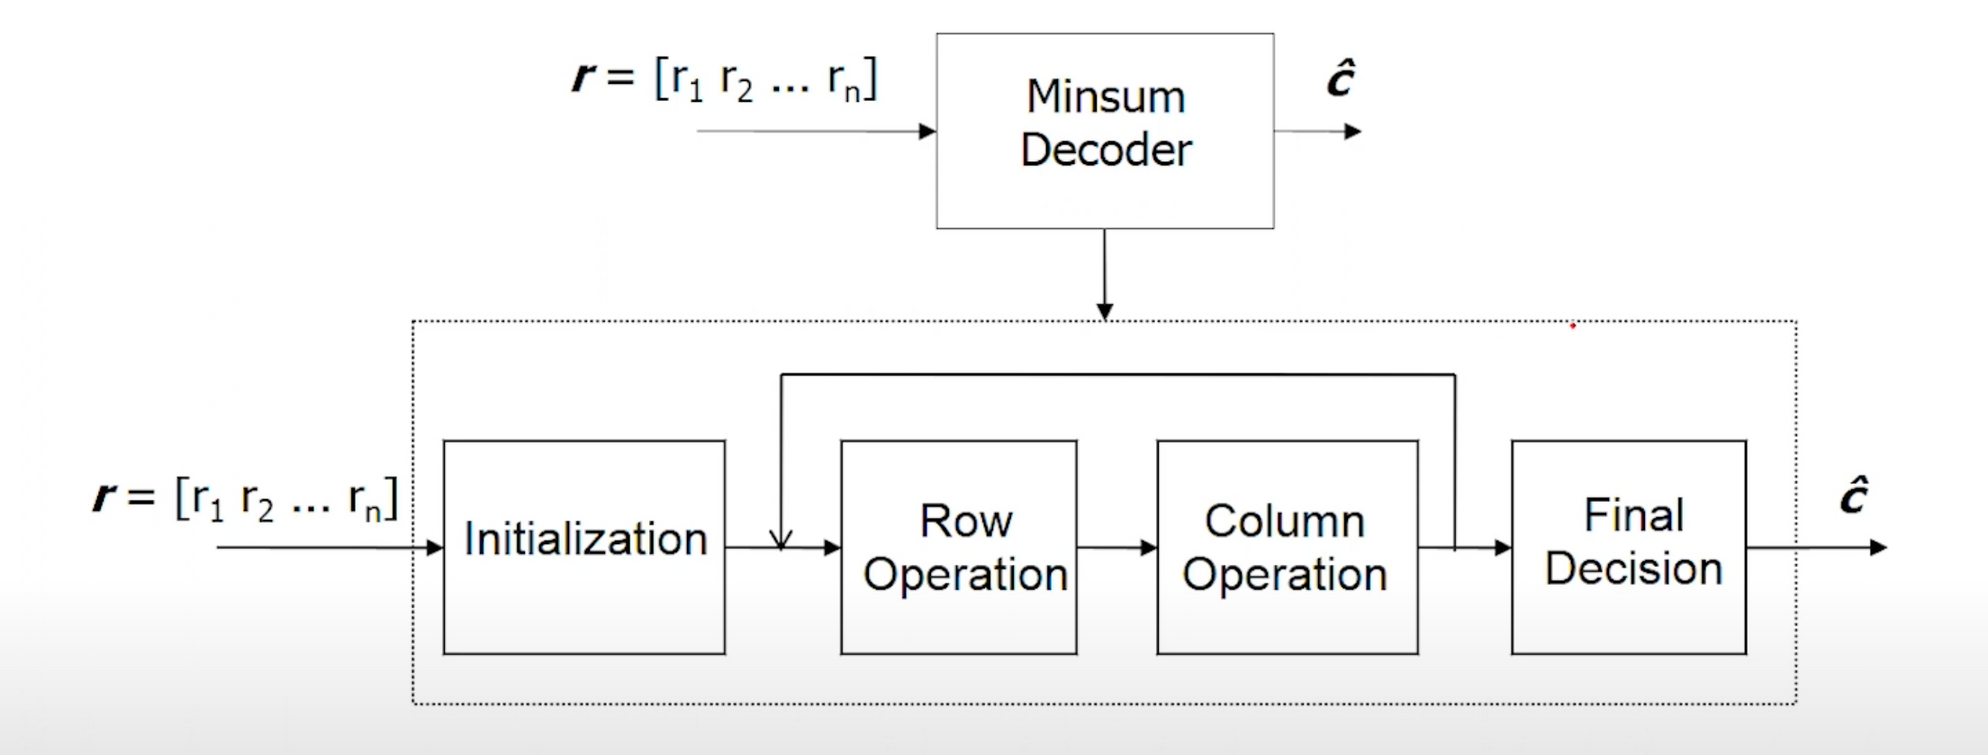 r = [r₁ r₂ ... rₙ]
Minsum
Decoder
ĉ
r = [r₁ r₂ ... rₙ]
Initialization
Row
Operation
Column
Operation
Final
Decision
ĉ